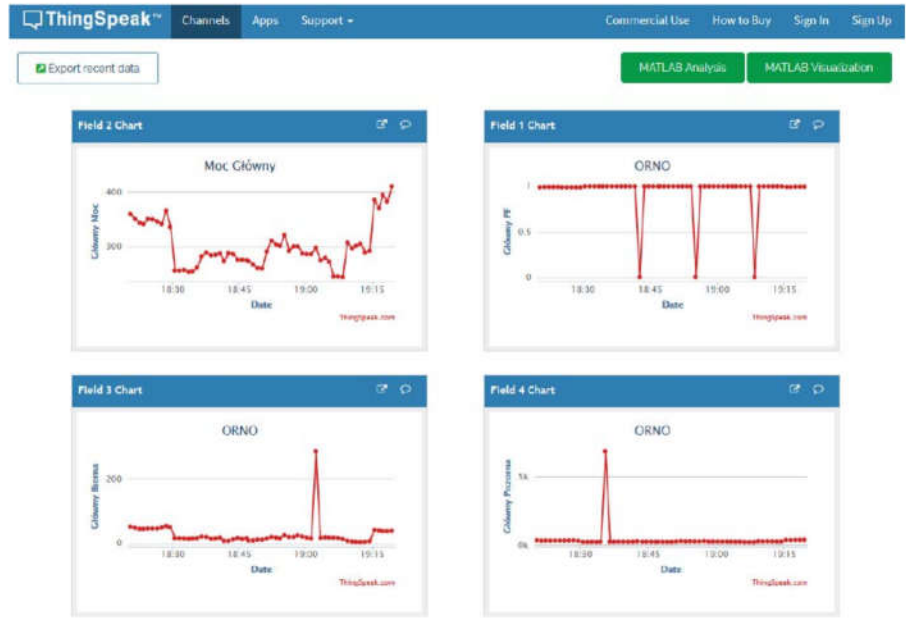 ThingSpeak™ Channels Apps Support Commercial Use How to Buy Sign In Sign Up
Export recent data MATLAB Analysis MATLAB Visualization
Field 2 Chart
Moc Główny
Główny Moc
400
300
18:30 18:45 19:00 19:15
Date
ThingSpeak.com
Field 1 Chart
ORNO
Główny PF
1
0.5
0
18:30 18:45 19:00 19:15
Date
ThingSpeak.com
Field 3 Chart
ORNO
Główny Bierna
200
0
18:30 18:45 19:00 19:15
Date
ThingSpeak.com
Field 4 Chart
ORNO
Główny Pozorna
5k
0k
18:30 18:45 19:00 19:15
Date
ThingSpeak.com